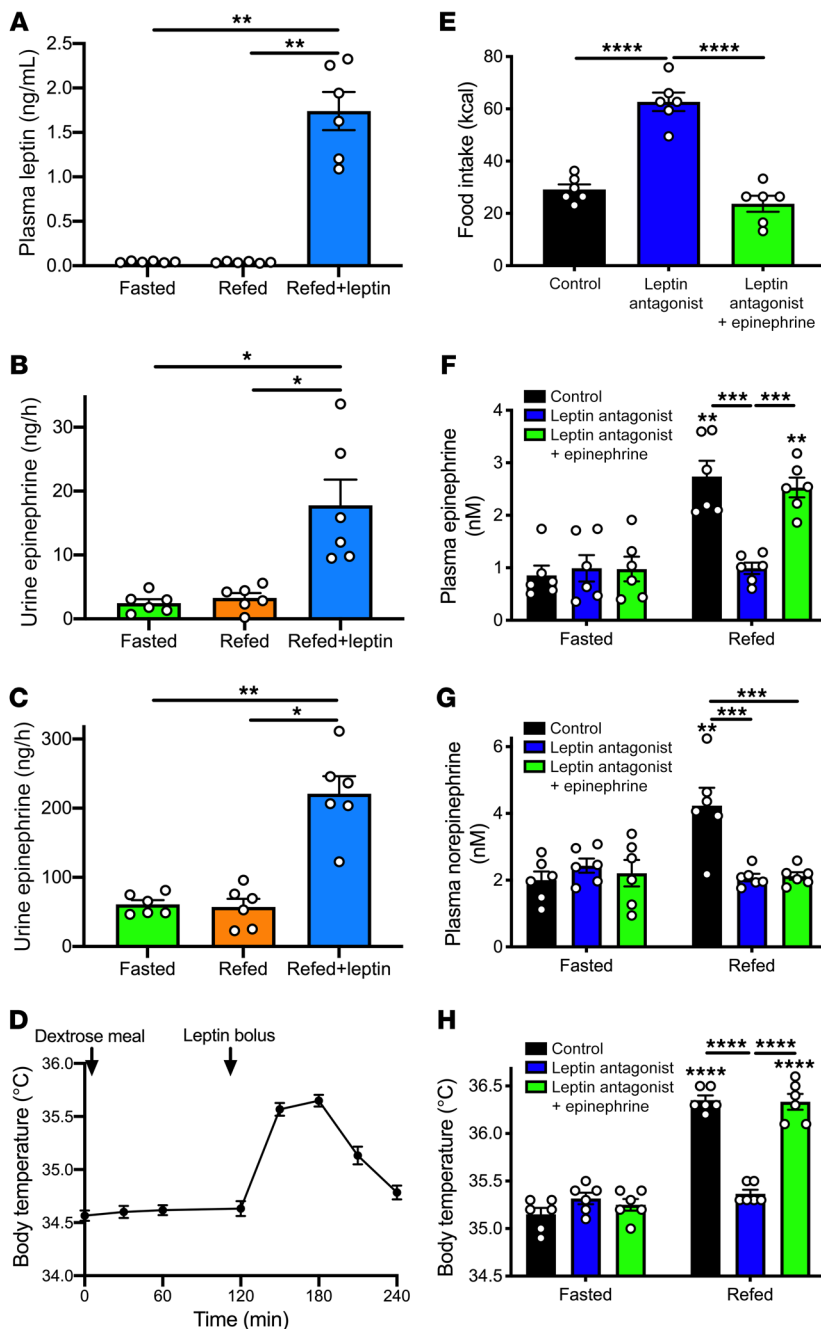 A
**
**
Plasma leptin (ng/mL)
2.5
2.0
1.5
1.0
0.5
0.0
Fasted
Refed
Refed+leptin
B
*
*
Urine epinephrine (ng/h)
30
20
10
0
Fasted
Refed
Refed+leptin
C
**
*
Urine epinephrine (ng/h)
300
200
100
0
Fasted
Refed
Refed+leptin
D
Dextrose meal
Leptin bolus
Body temperature (°C)
36.0
35.5
35.0
34.5
34.0
0
60
120
180
240
Time (min)
E
****
****
Food intake (kcal)
80
60
40
20
0
Control
Leptin
antagonist
Leptin
antagonist
+ epinephrine
F
Control
Leptin antagonist
Leptin antagonist
+ epinephrine
***
***
**
**
Plasma epinephrine
(nM)
4
3
2
1
0
Fasted
Refed
G
Control
Leptin antagonist
Leptin antagonist
+ epinephrine
***
***
**
Plasma norepinephrine
(nM)
6
4
2
0
Fasted
Refed
H
Control
Leptin antagonist
Leptin antagonist
+ epinephrine
****
****
****
****
Body temperature (°C)
36.5
36.0
35.5
35.0
34.5
Fasted
Refed